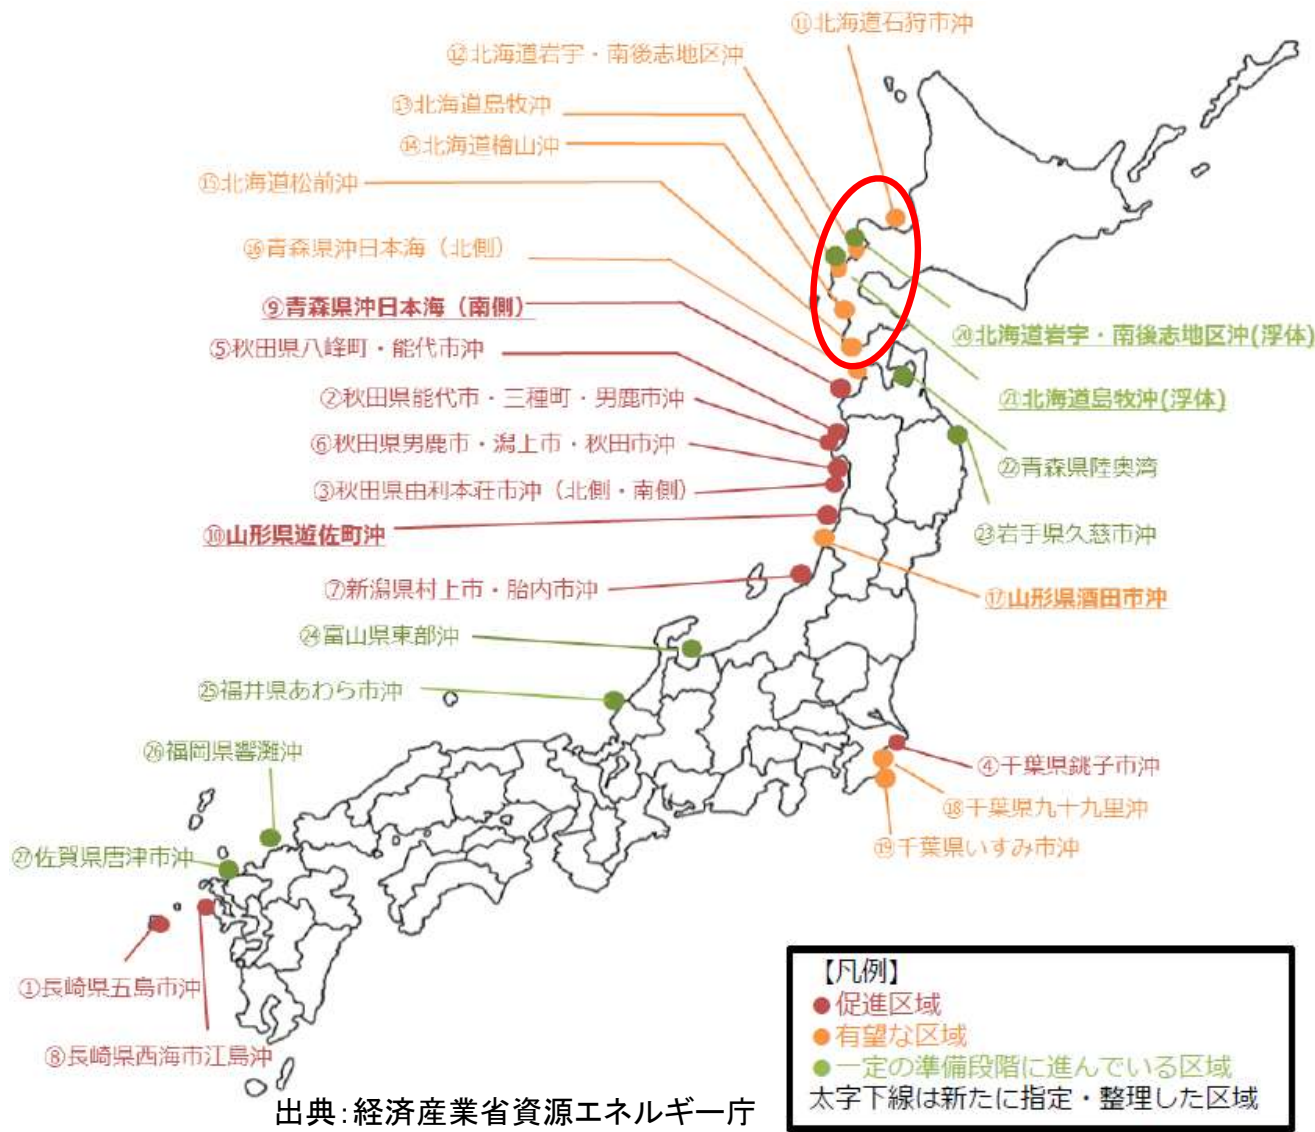 ⑪北海道石狩市沖
⑫北海道岩宇・南後志地区沖
⑬北海道島牧沖
⑭北海道檜山沖
⑮北海道松前沖
⑯青森県沖日本海（北側）
⑨青森県沖日本海（南側）
⑤秋田県八峰町・能代市沖
②秋田県能代市・三種町・男鹿市沖
⑥秋田県男鹿市・潟上市・秋田市沖
③秋田県由利本荘市沖（北側・南側）
⑩山形県遊佐町沖
⑦新潟県村上市・胎内市沖
㉔富山県東部沖
㉕福井県あわら市沖
㉖福岡県響灘沖
㉗佐賀県唐津市沖
①長崎県五島市沖
⑧長崎県西海市江島沖
⑳北海道岩宇・南後志地区沖(浮体)
㉑北海道島牧沖(浮体)
㉒青森県陸奥湾
㉓岩手県久慈市沖
⑰山形県酒田市沖
④千葉県銚子市沖
⑱千葉県九十九里沖
⑲千葉県いすみ市沖
【凡例】
●促進区域
●有望な区域
●一定の準備段階に進んでいる区域
太字下線は新たに指定・整理した区域
出典：経済産業省資源エネルギー庁